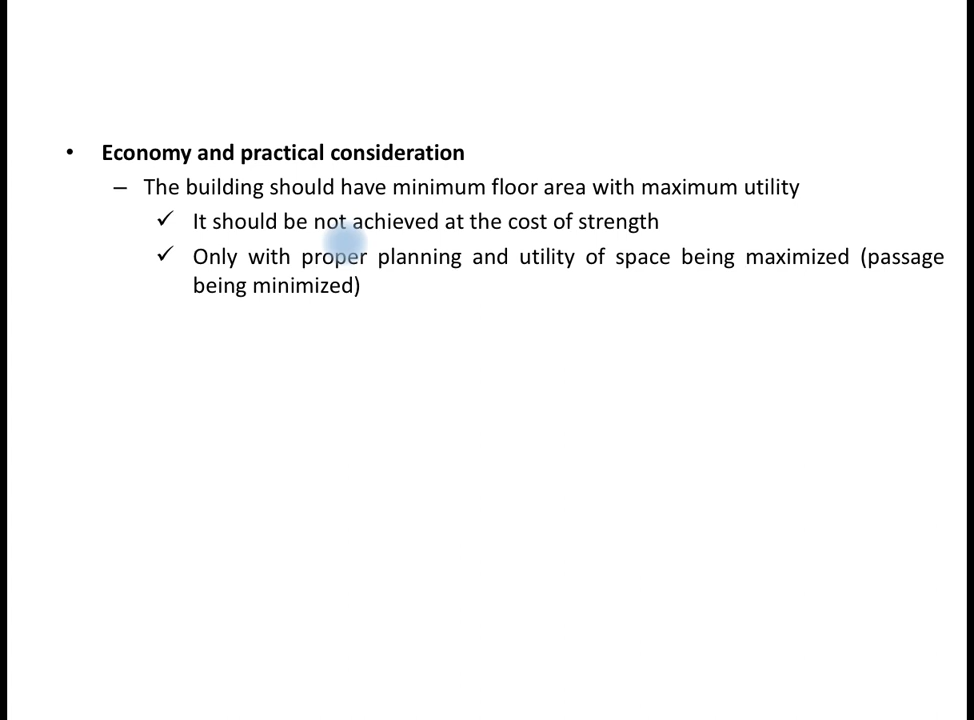 • Economy and practical consideration
– The building should have minimum floor area with maximum utility
✓ It should be not achieved at the cost of strength
✓ Only with proper planning and utility of space being maximized (passage
being minimized)